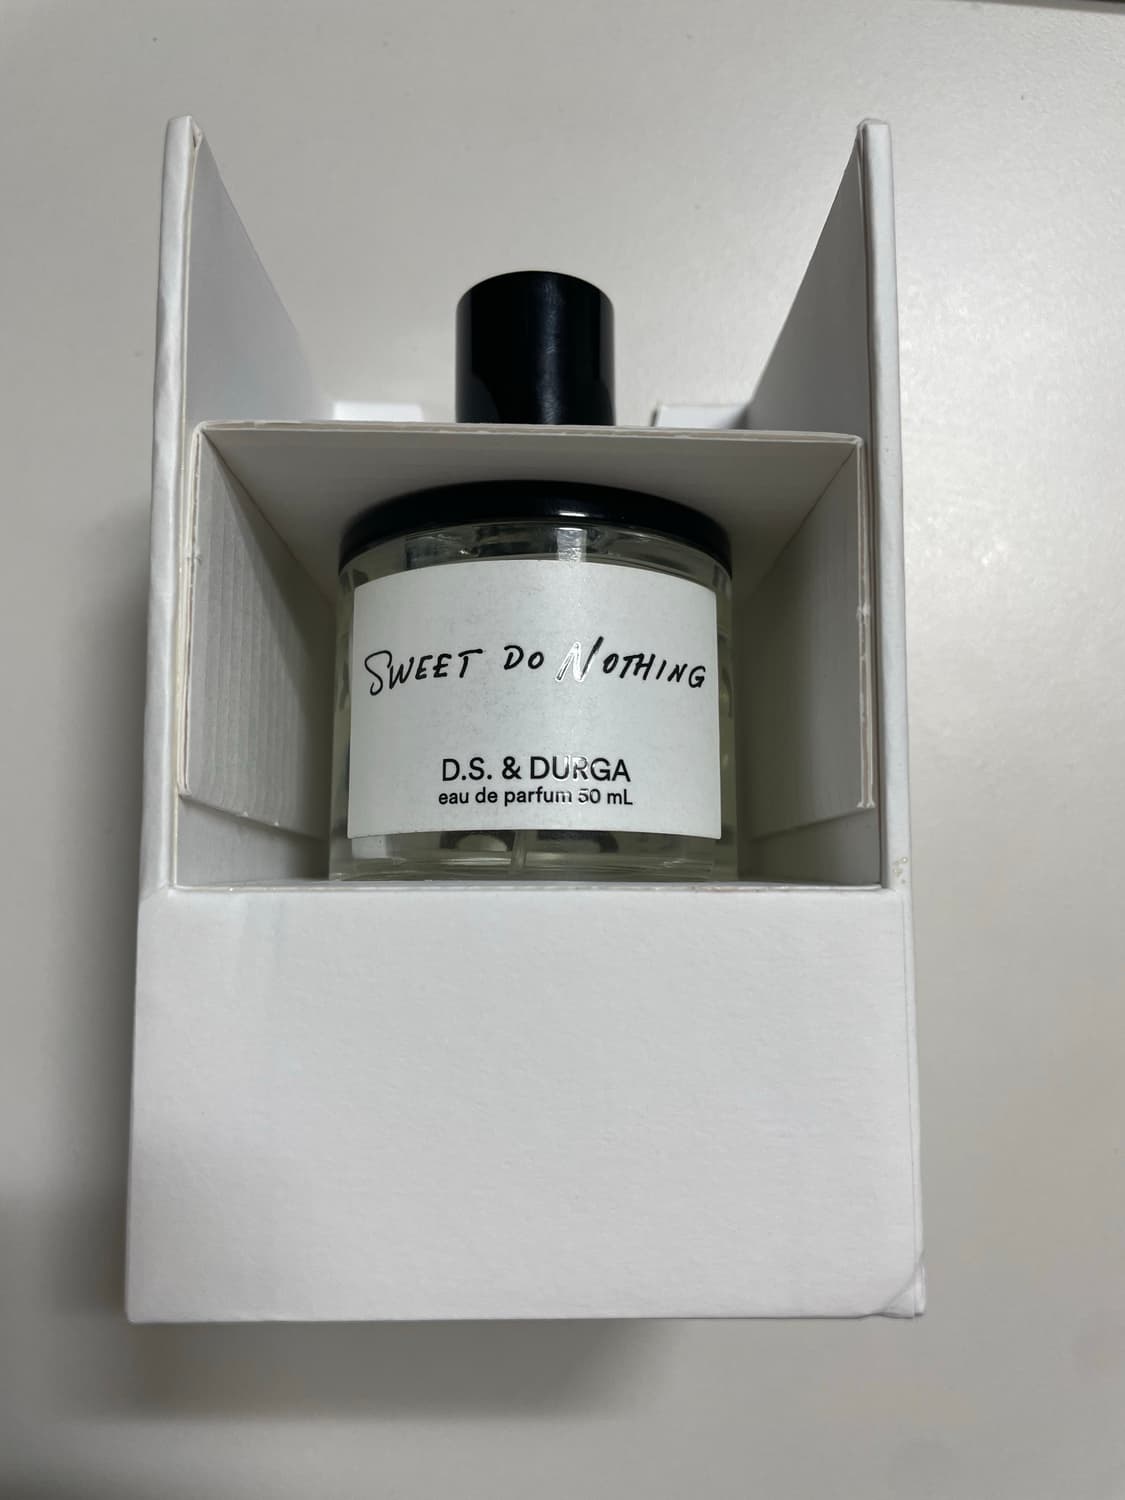 SWEET DO NOTHING
D.S. & DURGA
eau de parfum 50 mL